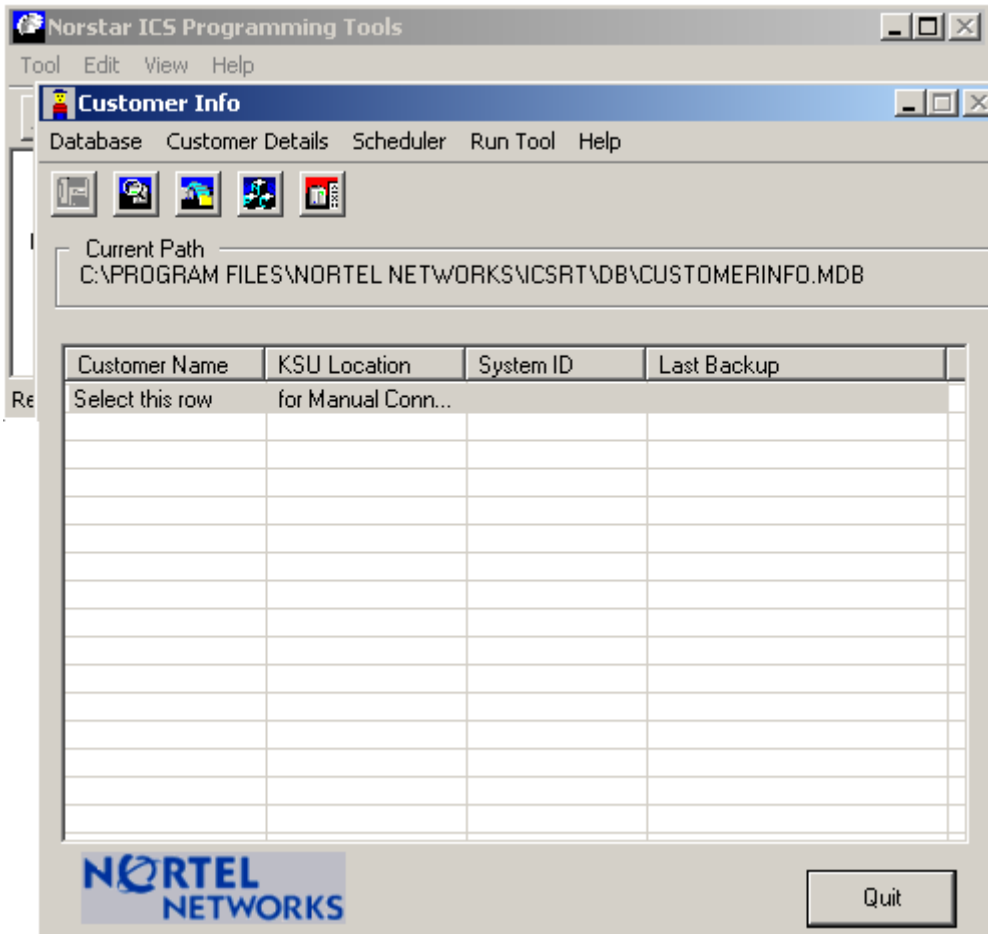 Norstar ICS Programming Tools
Tool Edit View Help
Customer Info
Database Customer Details Scheduler Run Tool Help
Current Path
C:\PROGRAM FILES\NORTEL NETWORKS\ICSRT\DB\CUSTOMERINFO.MDB
Customer Name KSU Location System ID Last Backup
Select this row for Manual Conn...
Re
NORTEL
NETWORKS
Quit